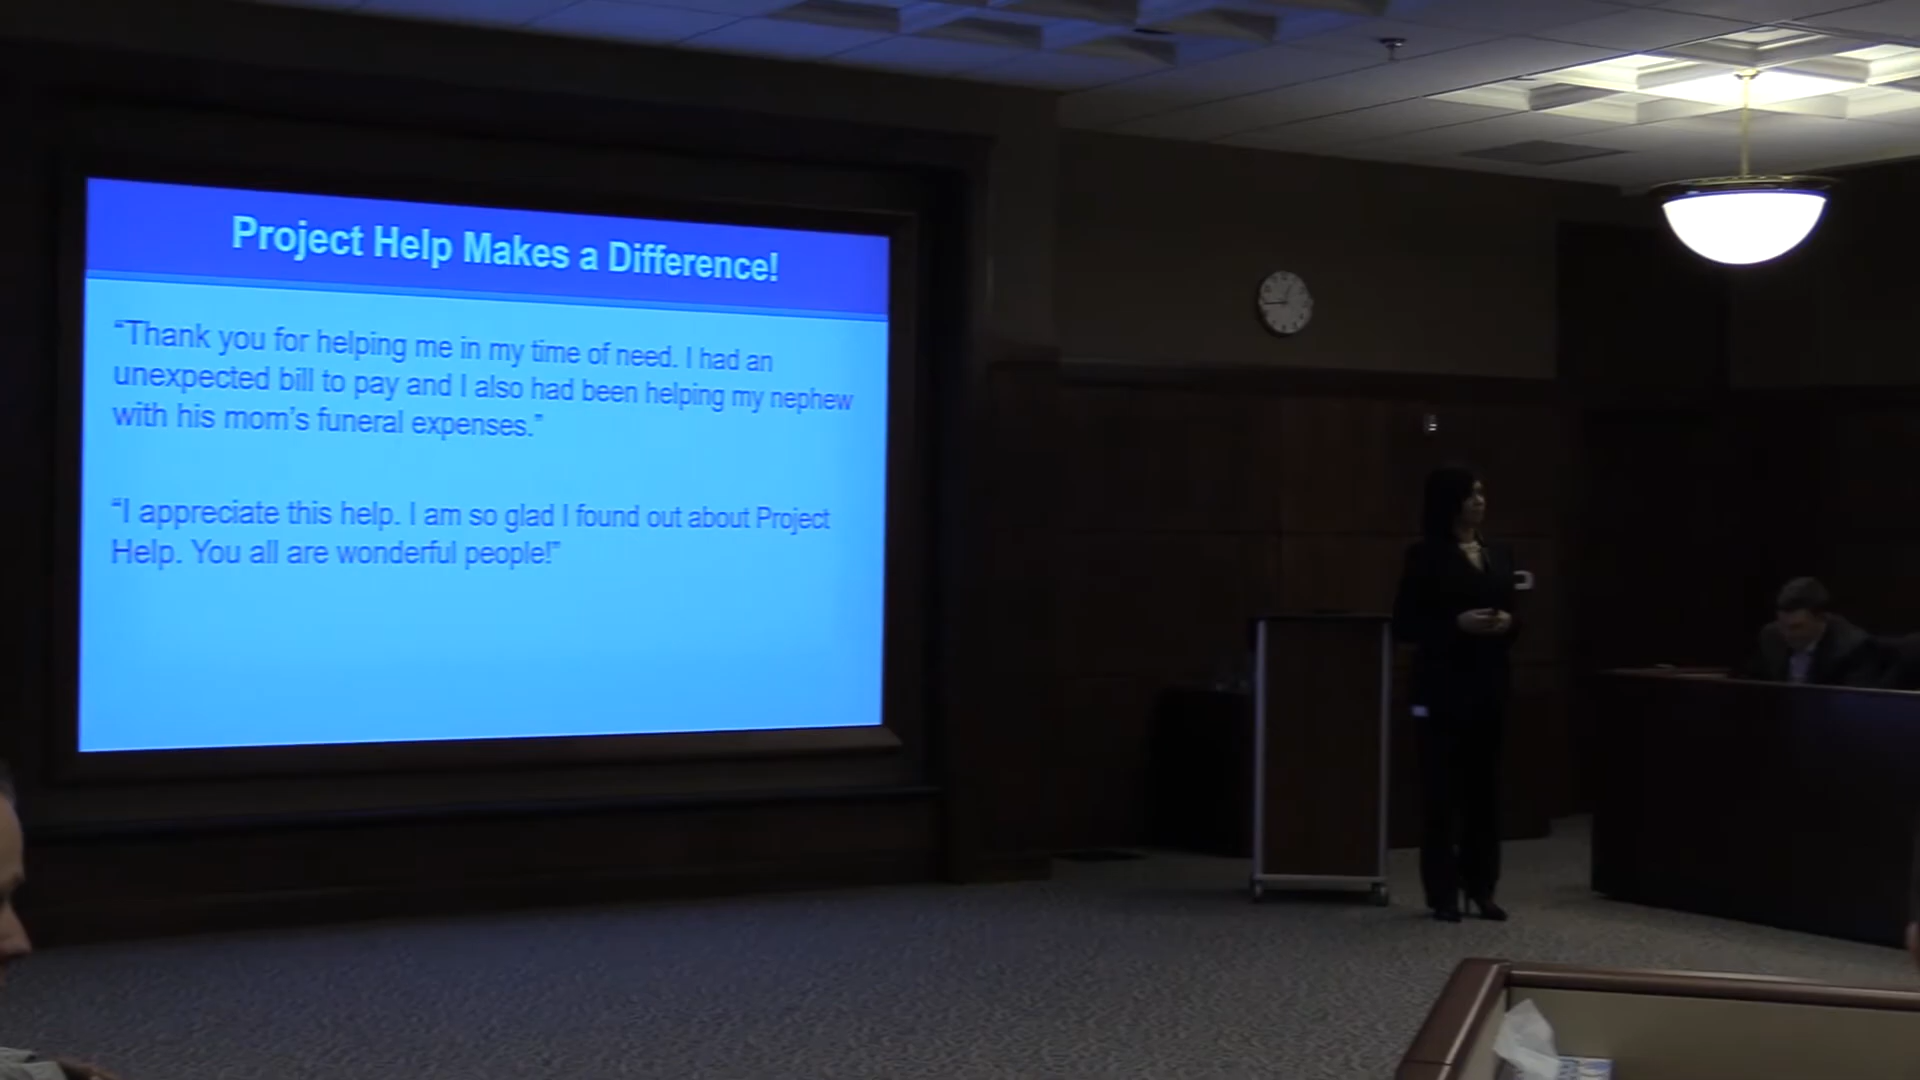 Project Help Makes a Difference!
“Thank you for helping me in my time of need. I had an
unexpected bill to pay and I also had been helping my nephew
with his mom’s funeral expenses.”
“I appreciate this help. I am so glad I found out about Project
Help. You all are wonderful people!”